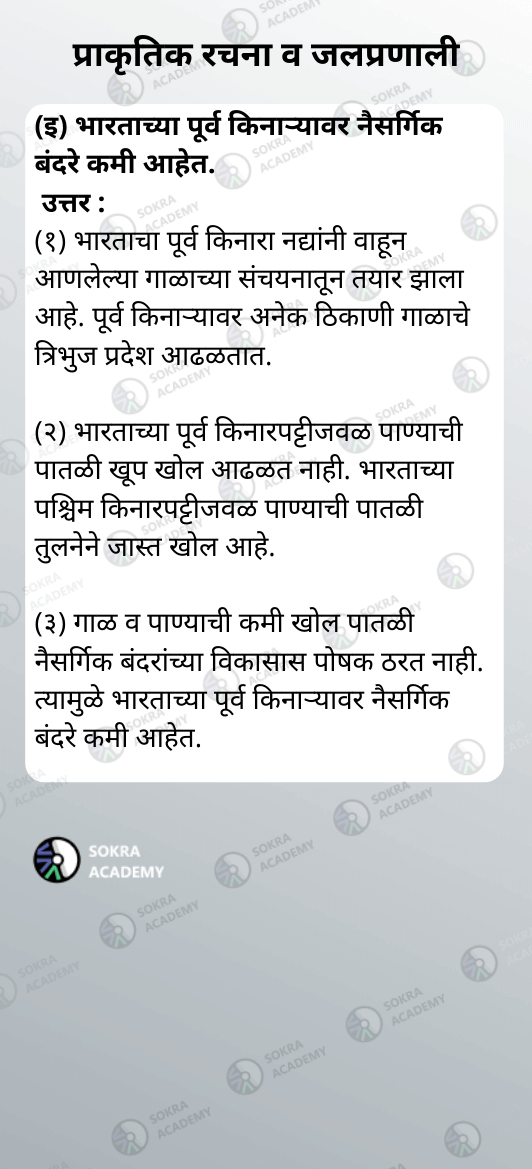 प्राकृतिक रचना व जलप्रणाली
(इ) भारताच्या पूर्व किनाऱ्यावर नैसर्गिक
बंदरे कमी आहेत.
उत्तर :
(१) भारताचा पूर्व किनारा नद्यांनी वाहून
आणलेल्या गाळाच्या संचयनातून तयार झाला
आहे. पूर्व किनाऱ्यावर अनेक ठिकाणी गाळाचे
त्रिभुज प्रदेश आढळतात.
(२) भारताच्या पूर्व किनारपट्टीजवळ पाण्याची
पातळी खूप खोल आढळत नाही. भारताच्या
पश्चिम किनारपट्टीजवळ पाण्याची पातळी
तुलनेने जास्त खोल आहे.
(३) गाळ व पाण्याची कमी खोल पातळी
नैसर्गिक बंदरांच्या विकासास पोषक ठरत नाही.
त्यामुळे भारताच्या पूर्व किनाऱ्यावर नैसर्गिक
बंदरे कमी आहेत.
SOKRA
ACADEMY